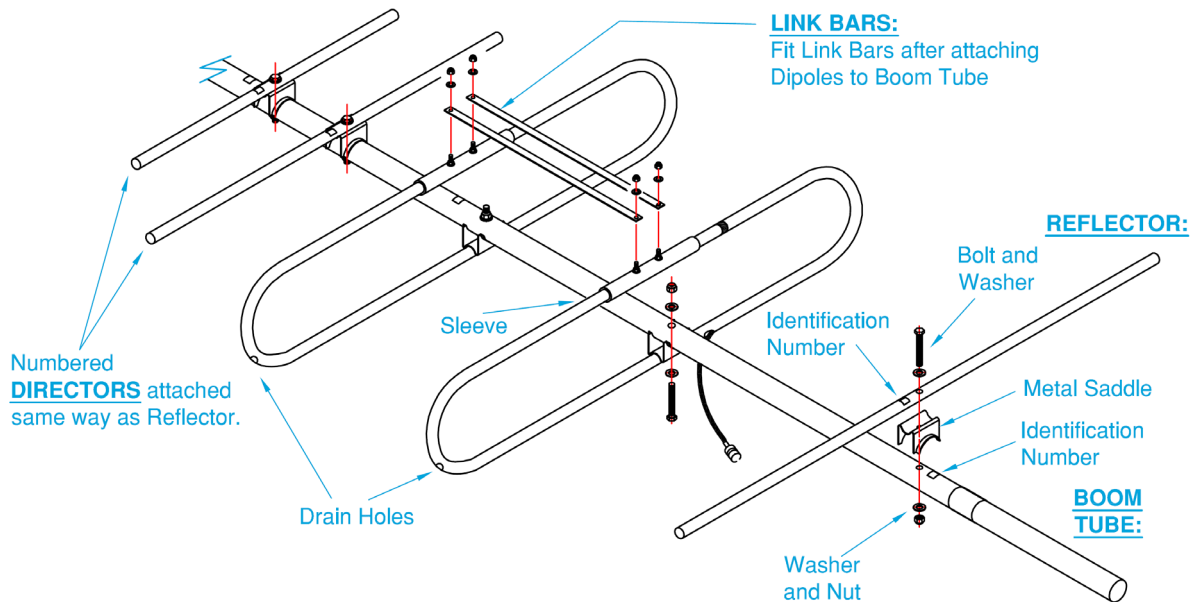 LINK BARS:
Fit Link Bars after attaching
Dipoles to Boom Tube
REFLECTOR:
Bolt and
Washer
Identification
Number
Sleeve
Numbered
DIRECTORS attached
same way as Reflector.
Metal Saddle
Identification
Number
Drain Holes
BOOM
TUBE:
Washer
and Nut